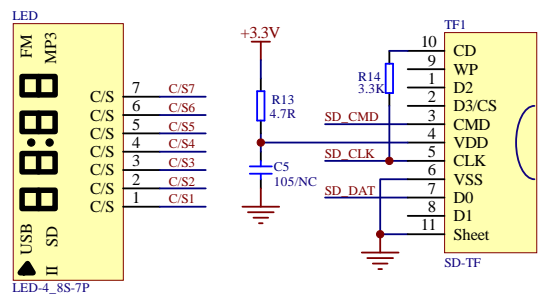 LED
FM
MP3
C/S 7 C/S7
C/S 6 C/S6
C/S 5 C/S5
C/S 4 C/S4
C/S 3 C/S3
C/S 2 C/S2
C/S 1 C/S1
USB
SD
II
LED-4_8S-7P
+3.3V
R13
4.7R
C5
105/NC
R14
3.3K
SD_CMD
SD_CLK
SD_DAT
TF1
10 CD
9 WP
1 D2
2 D3/CS
3 CMD
4 VDD
5 CLK
6 VSS
7 D0
8 D1
11 Sheet
SD-TF